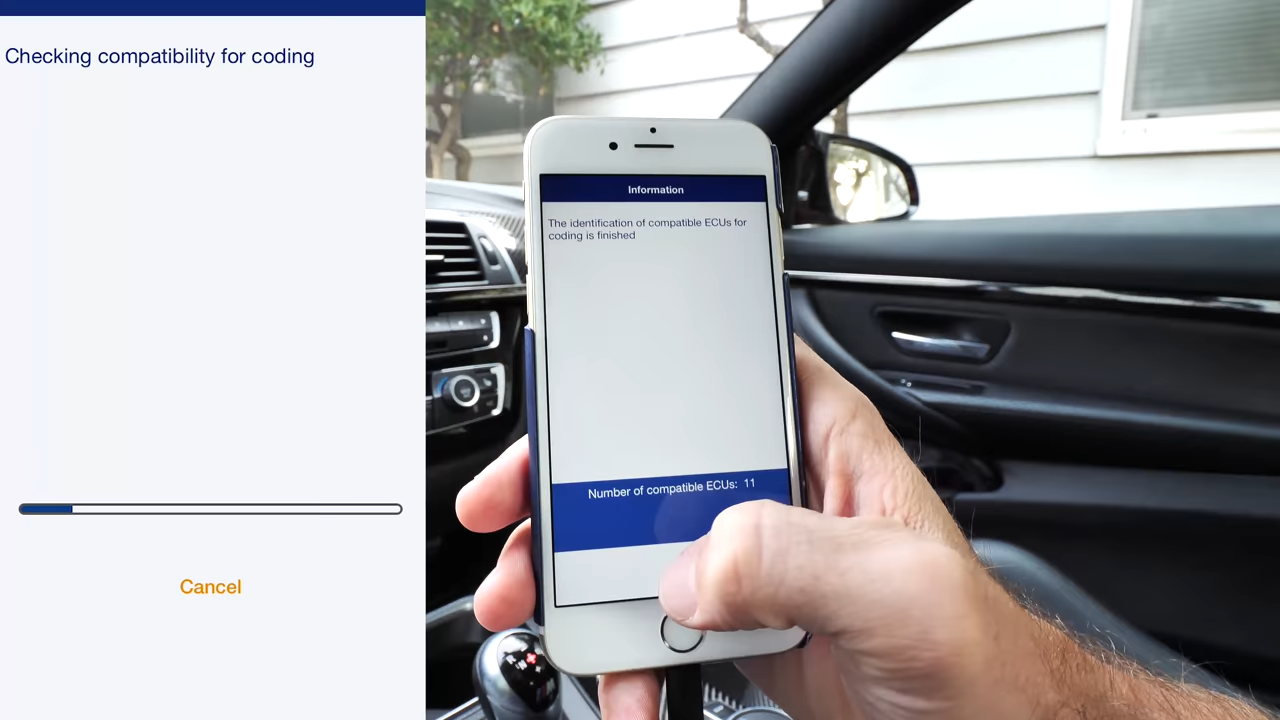 Checking compatibility for coding
Cancel
Information
The identification of compatible ECUs for
coding is finished
Number of compatible ECUs: 11